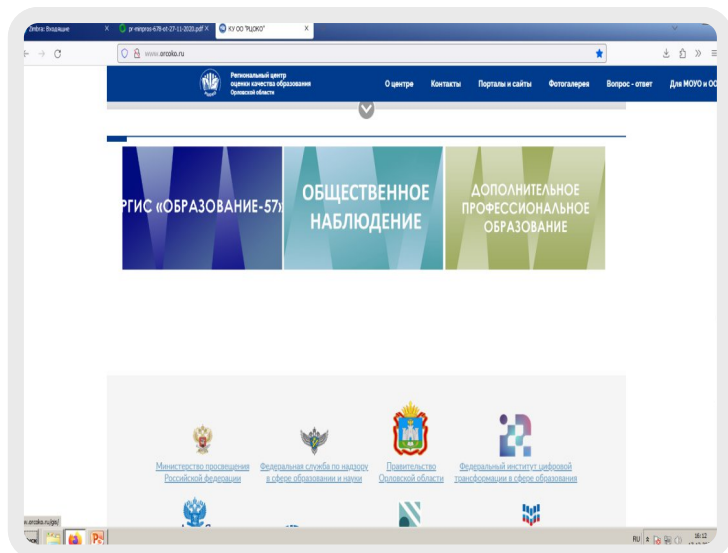 Zimbra: Входящие
pr-minpros-678-ot-27-11-2020.pdf
КУ ОО "РЦОКО"
www.orcoko.ru
Региональный центр
оценки качества образования
Орловской области
О центре
Контакты
Порталы и сайты
Фотогалерея
Вопрос - ответ
Для МОУО и ОО
РГИС «ОБРАЗОВАНИЕ-57»
ОБЩЕСТВЕННОЕ
НАБЛЮДЕНИЕ
ДОПОЛНИТЕЛЬНОЕ
ПРОФЕССИОНАЛЬНОЕ
ОБРАЗОВАНИЕ
Министерство просвещения
Российской федерации
Федеральная служба по надзору
в сфере образовании и науки
Правительство
Орловской области
Федеральный институт цифровой
трансформации в сфере образования
RU
16:12